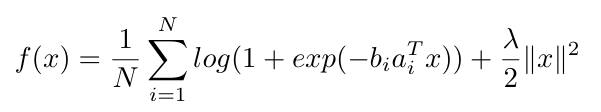 f(x) = \frac{1}{N} \sum_{i=1}^{N} log(1 + exp(-b_i a_i^T x)) + \frac{\lambda}{2} \|x\|^2